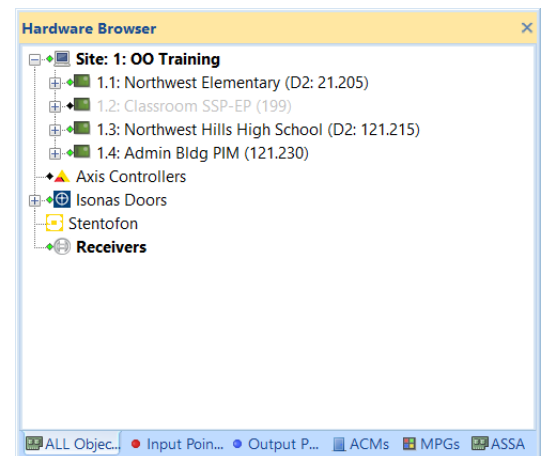 Hardware Browser
Site: 1: OO Training
1.1: Northwest Elementary (D2: 21.205)
1.2: Classroom SSP-EP (199)
1.3: Northwest Hills High School (D2: 121.215)
1.4: Admin Bldg PIM (121.230)
Axis Controllers
Isonas Doors
Stentofon
Receivers
ALL Objec... Input Poin... Output P... ACMs MPGs ASSA